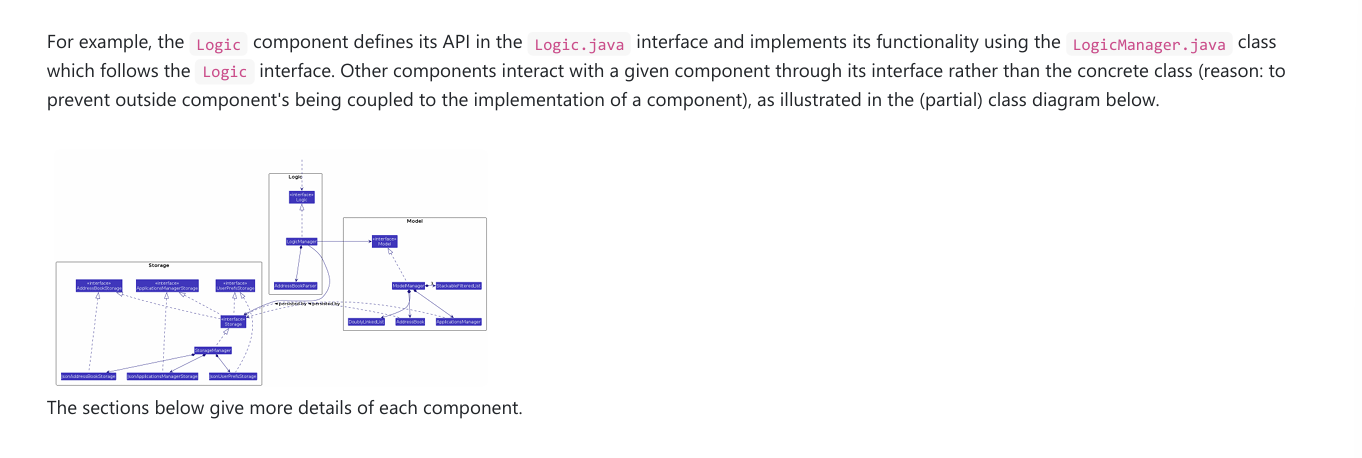 For example, the Logic component defines its API in the Logic.java interface and implements its functionality using the LogicManager.java class
which follows the Logic interface. Other components interact with a given component through its interface rather than the concrete class (reason: to
prevent outside component's being coupled to the implementation of a component), as illustrated in the (partial) class diagram below.
Logic
«interface»
Logic
LogicManager
AddressBookParser
Model
«interface»
Model
ModelManager
StackableFilteredList
DoublyLinkedList
AddressBook
ApplicationsManager
Storage
«interface»
AddressBookStorage
«interface»
ApplicationsManagerStorage
«interface»
UserPrefsStorage
«interface»
Storage
StorageManager
JsonAddressBookStorage
JsonApplicationsManagerStorage
JsonUserPrefsStorage
The sections below give more details of each component.